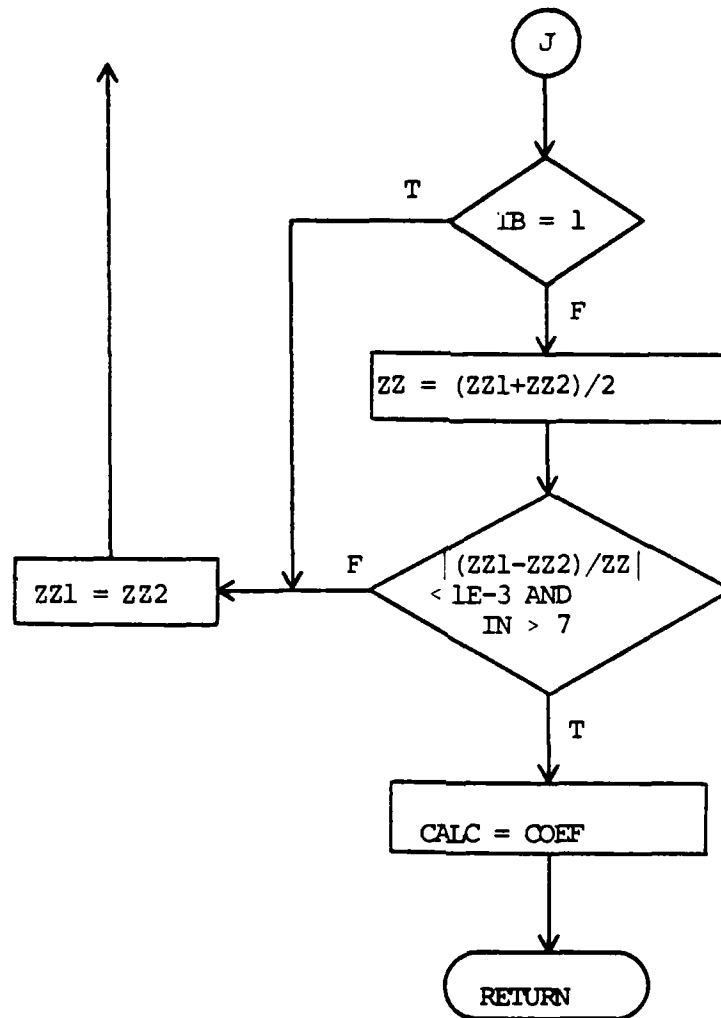 J
T
IB = 1
F
ZZ = (ZZ1+ZZ2)/2
F
|(ZZ1-ZZ2)/ZZ|
ZZ1 = ZZ2
< 1E-3 AND
IN > 7
T
CALC = COEF
RETURN